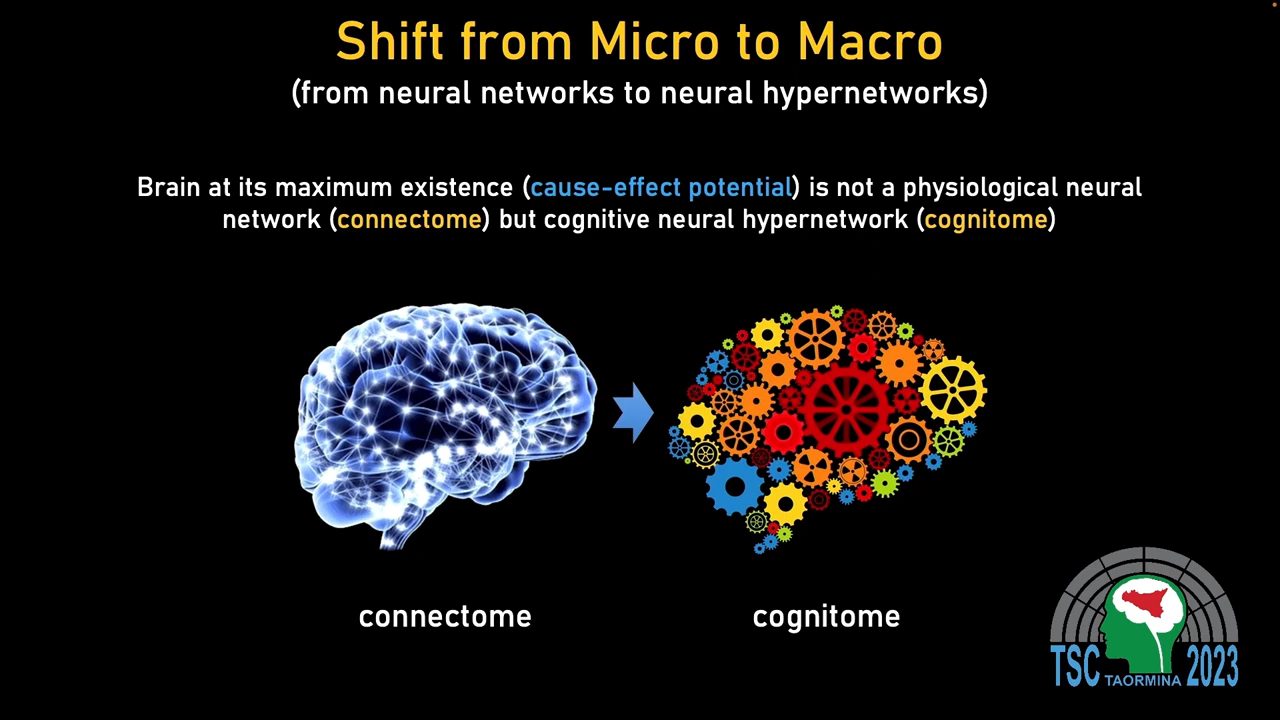 Shift from Micro to Macro
(from neural networks to neural hypernetworks)
Brain at its maximum existence (cause-effect potential) is not a physiological neural
network (connectome) but cognitive neural hypernetwork (cognitome)
connectome
cognitome
TSC TAORMINA 2023